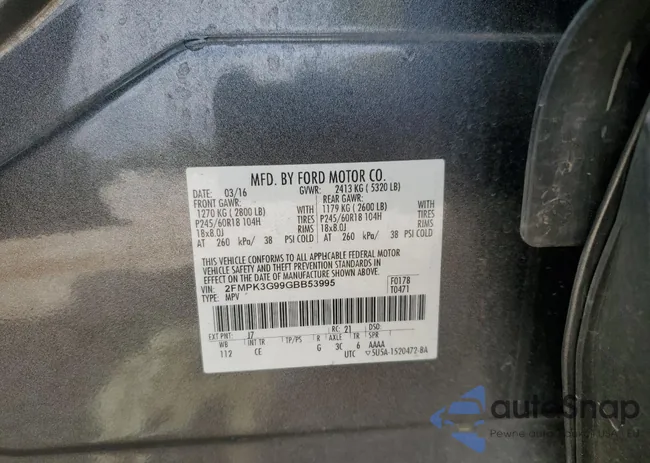 MFD. BY FORD MOTOR CO.
DATE: 03/16 GVWR: 2413 KG ( 5320 LB)
FRONT GAWR: REAR GAWR:
1270 KG ( 2800 LB) WITH 1179 KG ( 2600 LB) WITH
P245/60R18 104H TIRES P245/60R18 104H TIRES
18x8.0J RIMS 18x8.0J RIMS
AT 260 kPa/ 38 PSI COLD AT 260 kPa/ 38 PSI COLD
THIS VEHICLE CONFORMS TO ALL APPLICABLE FEDERAL MOTOR
VEHICLE SAFETY AND THEFT PREVENTION STANDARDS IN
EFFECT ON THE DATE OF MANUFACTURE SHOWN ABOVE.
VIN: 2FMPK3G99GBB53995 F0178
TYPE: MPV T0471
EXT PNT: J7 RC: 21 DSO:
WB INT TR TP/PS R AXLE TR SPR
112 CE G 3C 6 AAAA
UTC 5USA-1520472-BA
autoSnap
Pewne auto